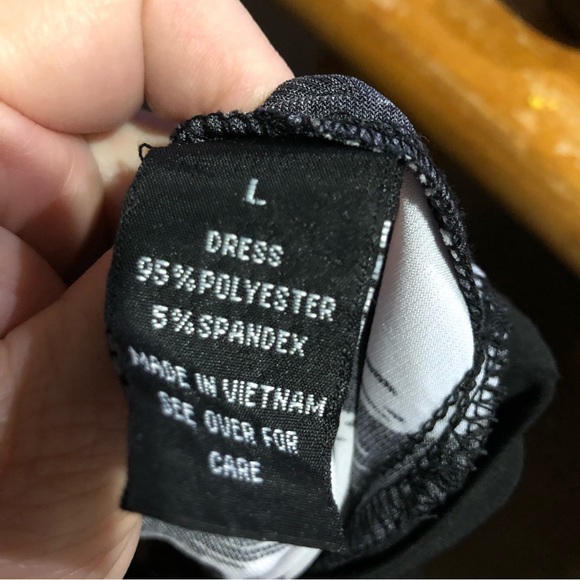 L
DRESS
95%POLYESTER
5%SPANDEX
MADE IN VIETNAM
SEE OVER FOR
CARE